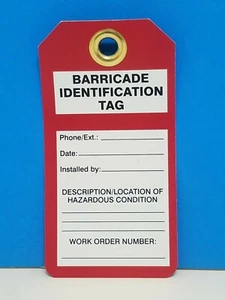 BARRICADE
IDENTIFICATION
TAG
Phone/Ext.:
Date:
Installed by:
DESCRIPTION/LOCATION OF
HAZARDOUS CONDITION
WORK ORDER NUMBER: